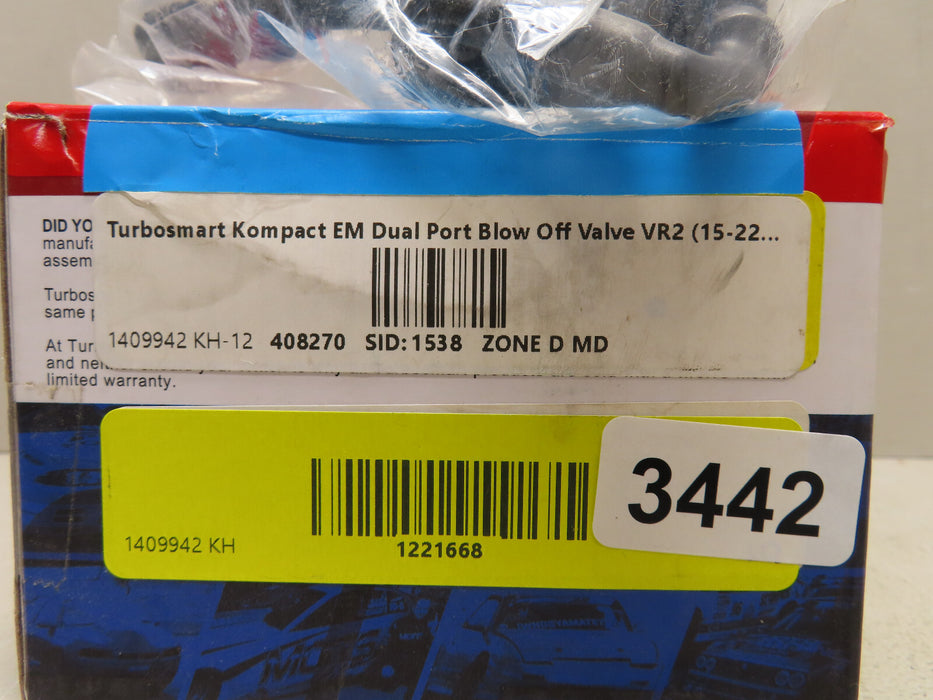 DID YO
manufa
assem
Turbos
same p
At Tur
and neit
limited warranty.
Turbosmart Kompact EM Dual Port Blow Off Valve VR2 (15-22...
1409942 KH-12 408270 SID: 1538 ZONE D MD
1409942 KH
1221668
3442